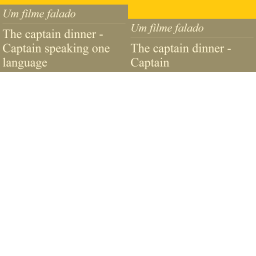 Um filme falado
The captain dinner -
Captain speaking one
language
Um filme falado
The captain dinner -
Captain